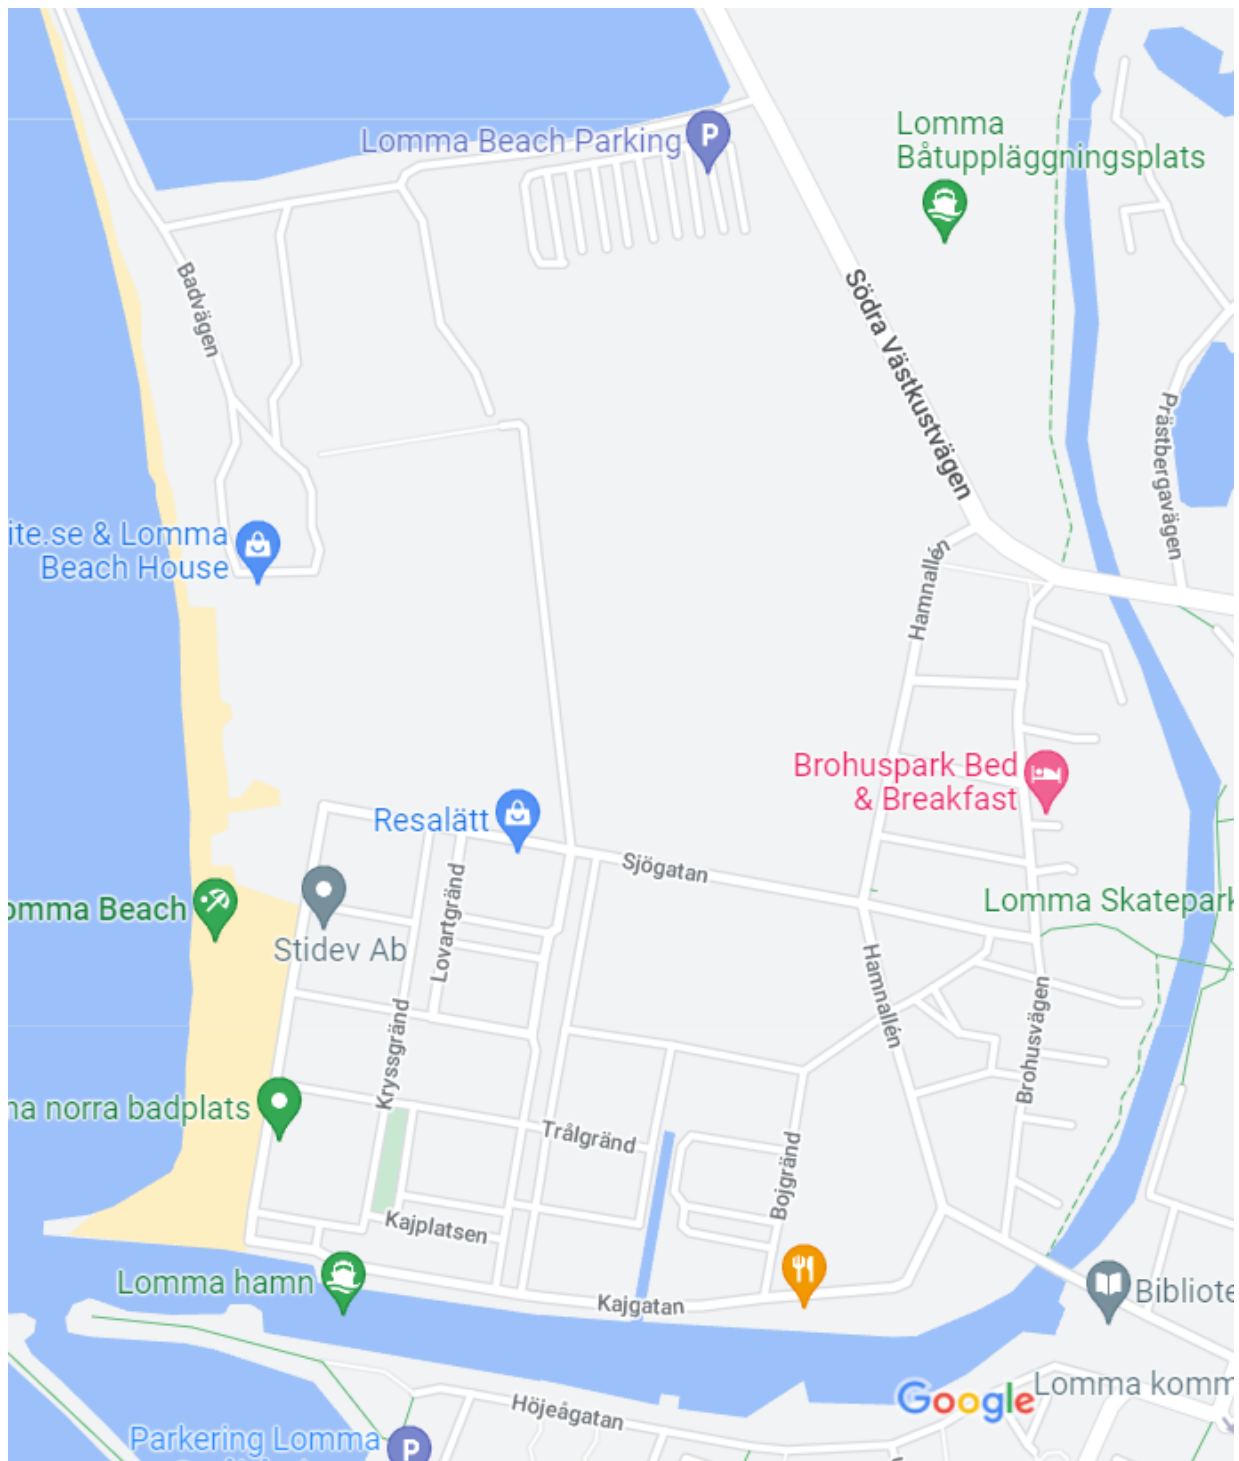 Lomma Beach Parking
P
Lomma
Båtuppläggningsplats
Badvägen
Södra Västkustvägen
Prästbergavägen
ite.se & Lomma
Beach House
Hamnallén
Brohuspark Bed
& Breakfast
Resalätt
Sjögatan
Lovartgränd
omma Beach
Stidev Ab
Lomma Skatepark
Hamnallén
Brohusvägen
Kryssgränd
na norra badplats
Trålgränd
Bojgränd
Kajplatsen
Lomma hamn
Kajgatan
Bibliote
Höjeågatan
Google
Lomma komm
Parkering Lomma
P